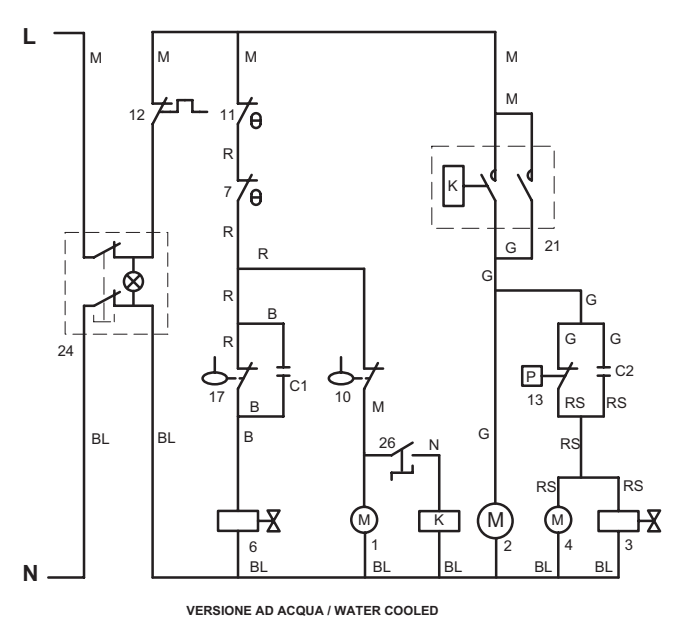 L
M M M M
M
12 11
R
K
7
R G 21
R G
24 R B G
R G G
P C2
17 C1 10 13
B M RS RS
BL BL B 26 N G RS
RS RS
M K M M
6 1 2 4 3
N BL BL BL BL BL BL
VERSIONE AD ACQUA / WATER COOLED